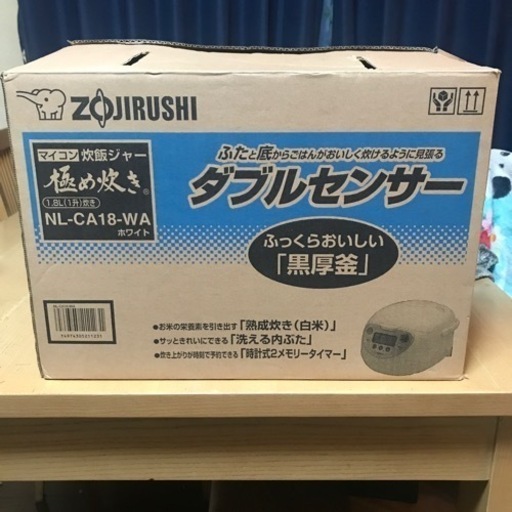 ZOJIRUSHI
マイコン 炊飯ジャー
極め炊き®
1.8L(1升)炊き
NL-CA18-WA
ホワイト
ふたと底からごはんがおいしく炊けるように見張る
ダブルセンサー
ふっくらおいしい
「黒厚釜」
●お米の栄養素を引き出す「熟成炊き(白米)」
●サッときれいにできる「洗える内ぶた」
●炊き上がりが時刻で予約できる「時計式2メモリータイマー」